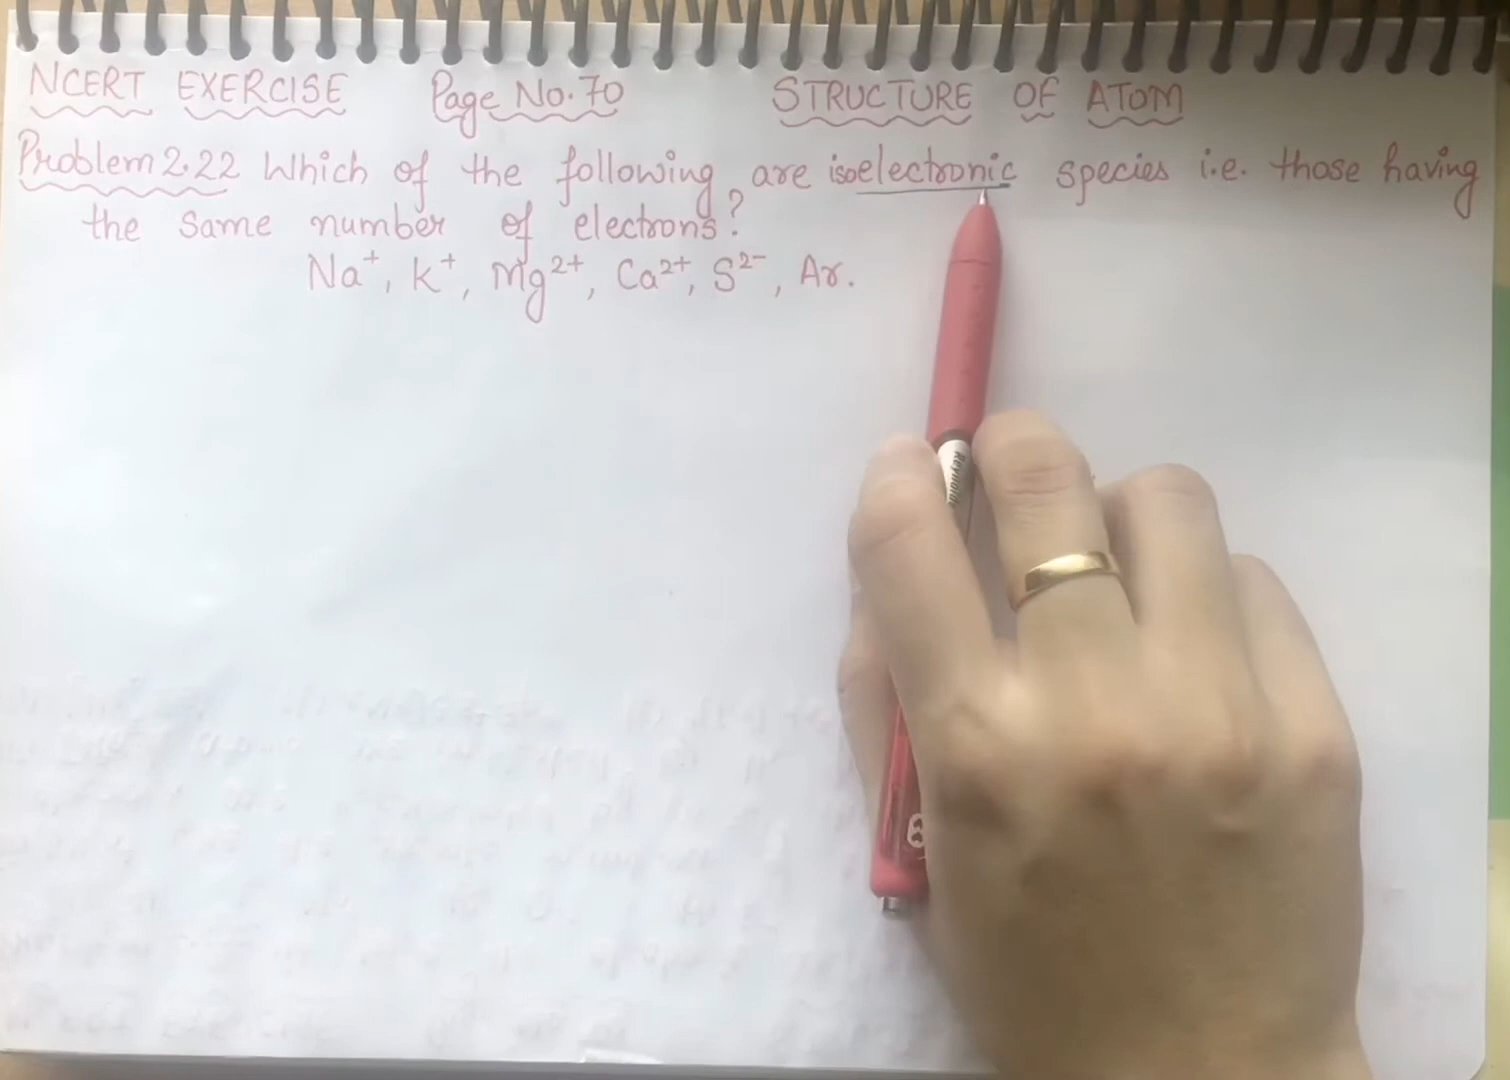 NCERT EXERCISE Page No. 70 STRUCTURE OF ATOM
Problem 2.22 Which of the following are isoelectronic species i.e. those having
the same number of electrons?
Na⁺, K⁺, Mg²⁺, Ca²⁺, S²⁻, Ar.